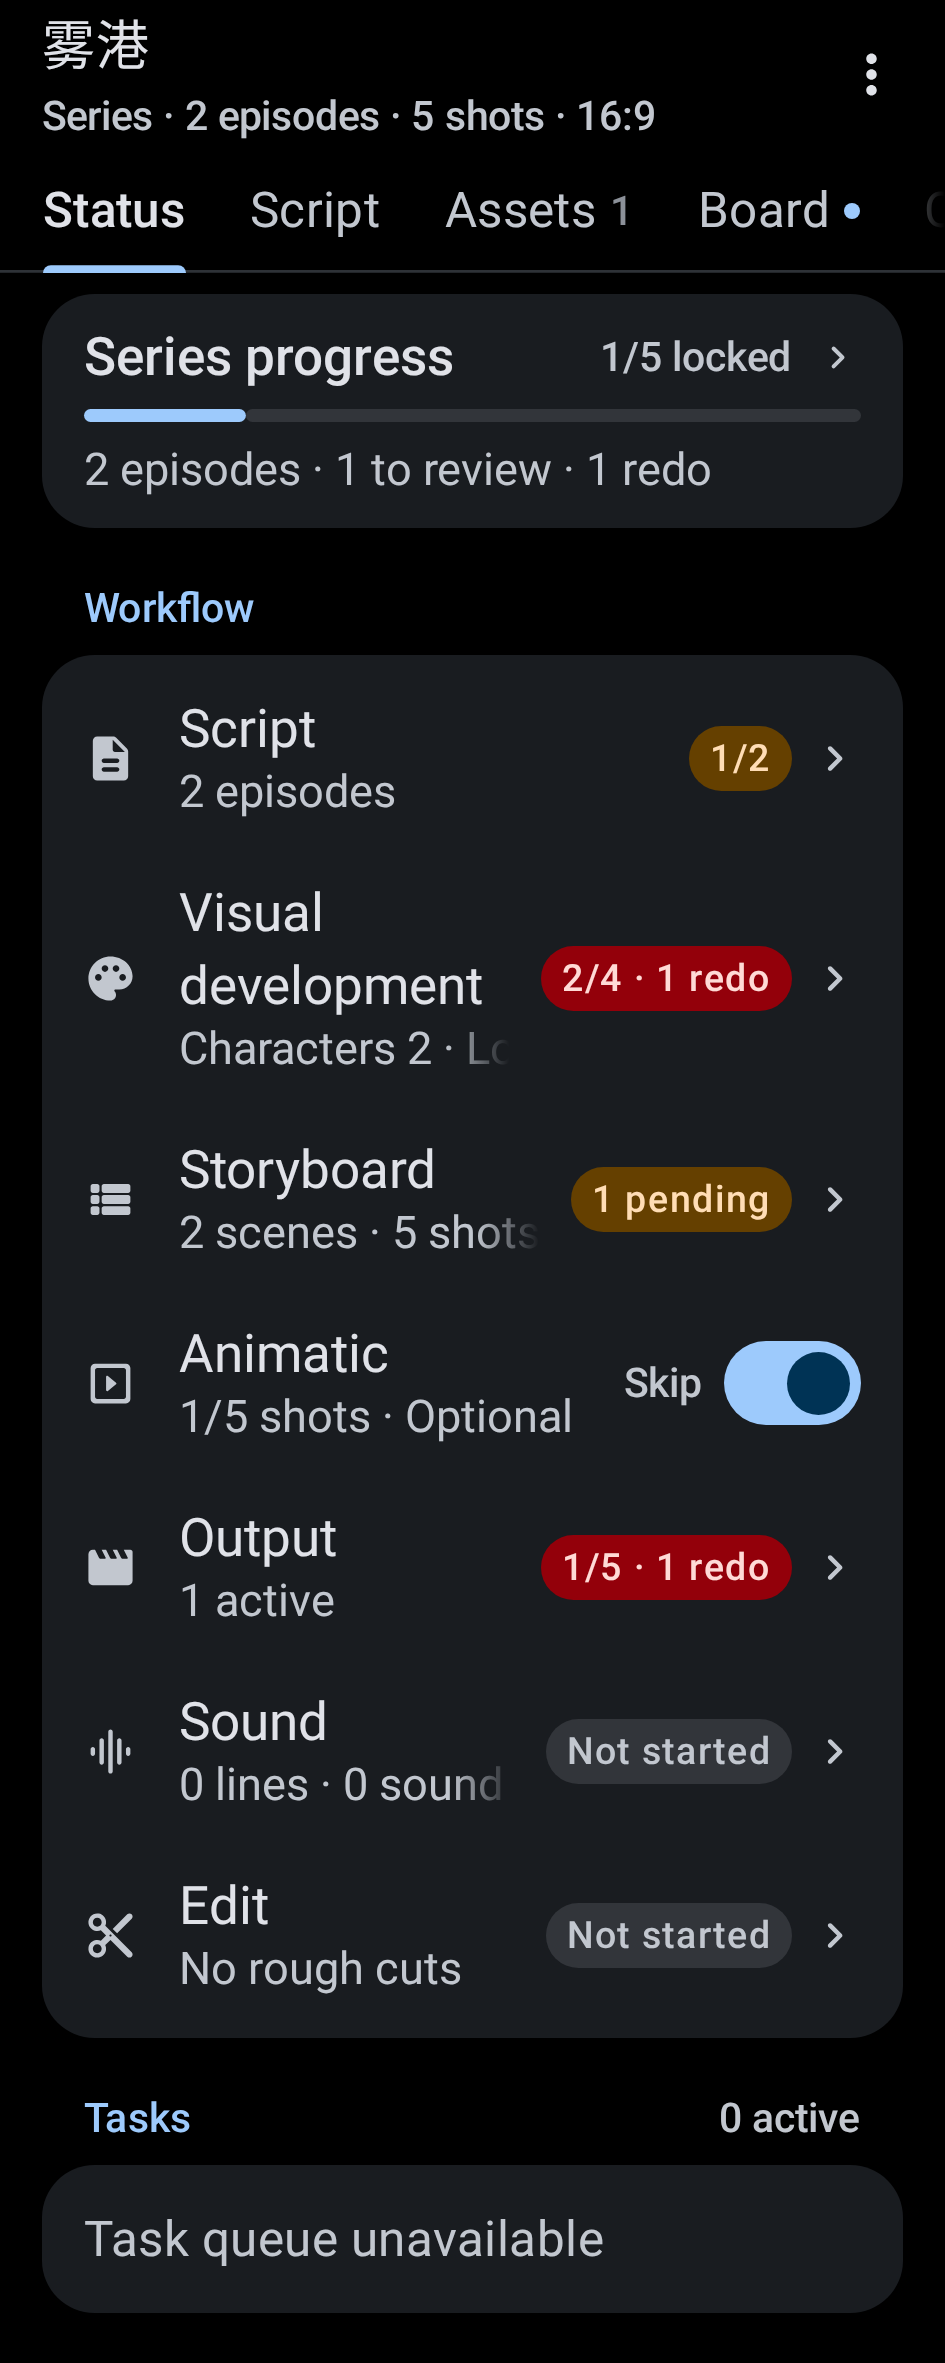 雾港
Series · 2 episodes · 5 shots · 16:9
Status Script Assets 1 Board
Series progress 1/5 locked
2 episodes · 1 to review · 1 redo
Workflow
Script
2 episodes
1/2
Visual
development
Characters 2 ·
2/4 · 1 redo
Storyboard
2 scenes · 5 shots
1 pending
Animatic
1/5 shots · Optional
Skip
Output
1 active
1/5 · 1 redo
Sound
0 lines · 0 sound
Not started
Edit
No rough cuts
Not started
Tasks 0 active
Task queue unavailable